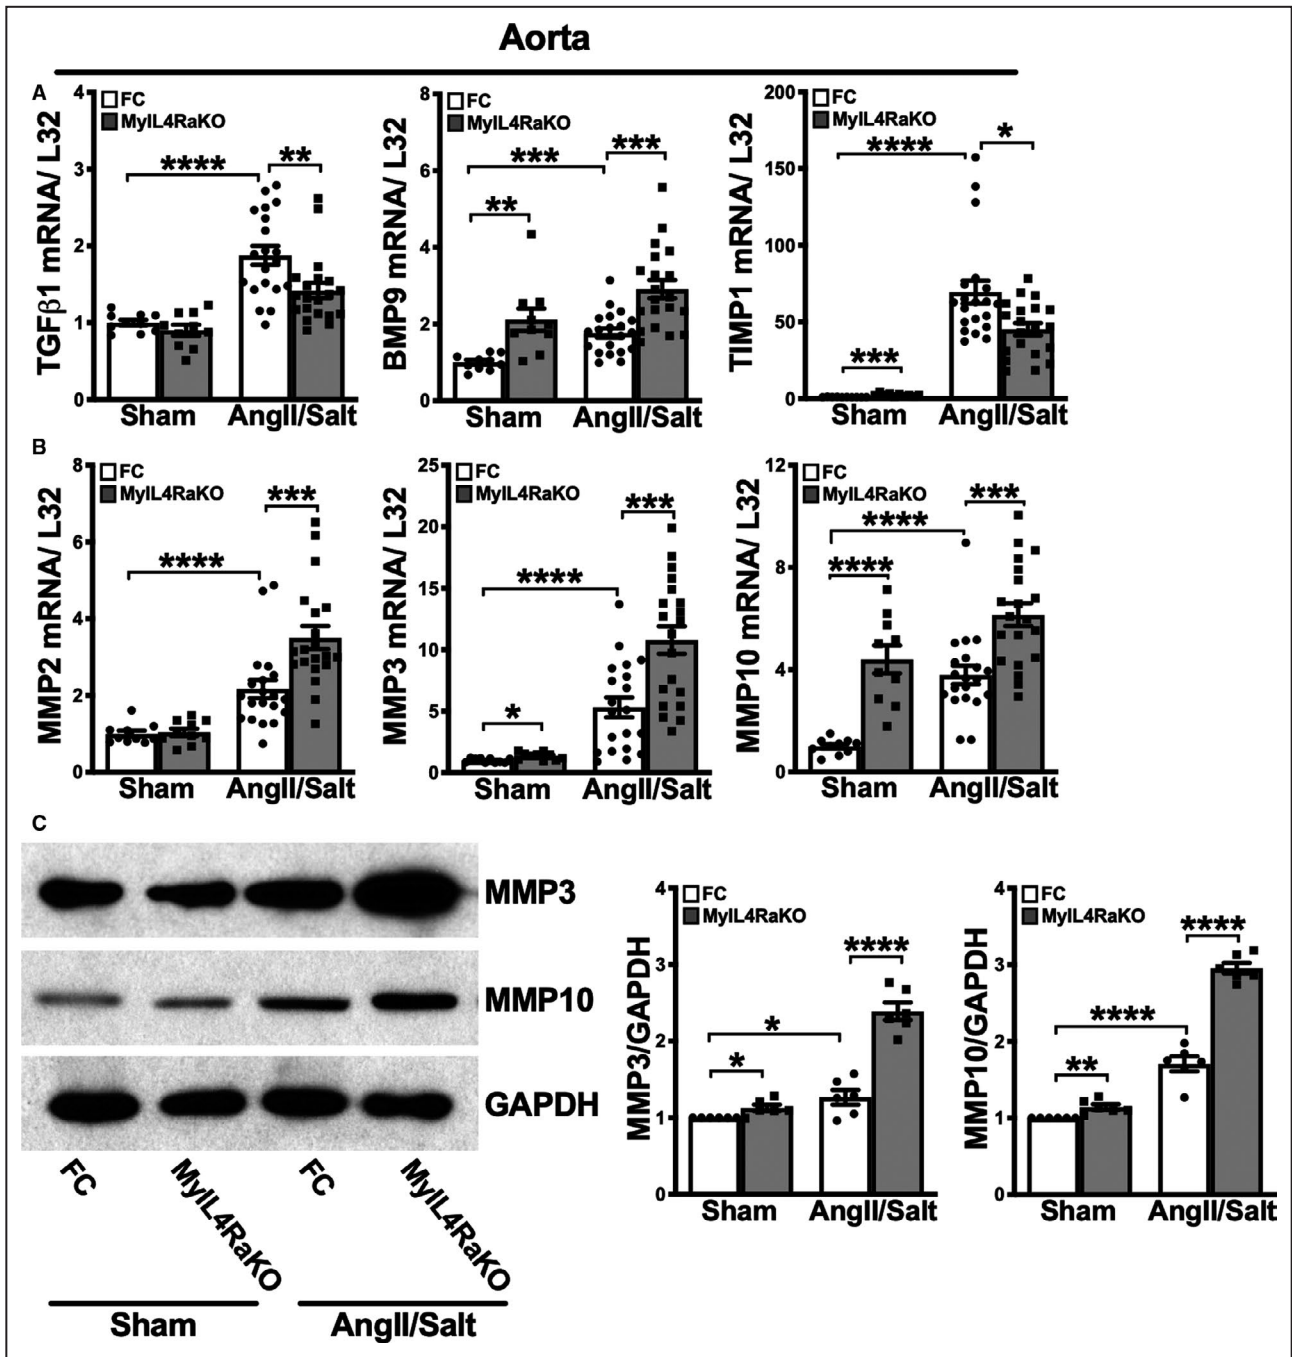 Aorta
A
TGFβ1 mRNA/ L32
4
3
2
1
0
FC
MyIL4RaKO
****
**
Sham
AngII/Salt
BMP9 mRNA/ L32
8
6
4
2
0
FC
MyIL4RaKO
**
***
***
Sham
AngII/Salt
TIMP1 mRNA/ L32
200
150
100
50
0
FC
MyIL4RaKO
****
*
***
Sham
AngII/Salt
B
MMP2 mRNA/ L32
8
6
4
2
0
FC
MyIL4RaKO
****
***
Sham
AngII/Salt
MMP3 mRNA/ L32
25
20
15
10
5
0
FC
MyIL4RaKO
*
****
***
Sham
AngII/Salt
MMP10 mRNA/ L32
12
8
4
0
FC
MyIL4RaKO
****
****
***
Sham
AngII/Salt
C
MMP3
MMP10
GAPDH
FC
MyIL4RaKO
FC
MyIL4RaKO
Sham
AngII/Salt
MMP3/GAPDH
4
3
2
1
0
FC
MyIL4RaKO
*
*
****
Sham
AngII/Salt
MMP10/GAPDH
4
3
2
1
0
FC
MyIL4RaKO
**
****
****
Sham
AngII/Salt